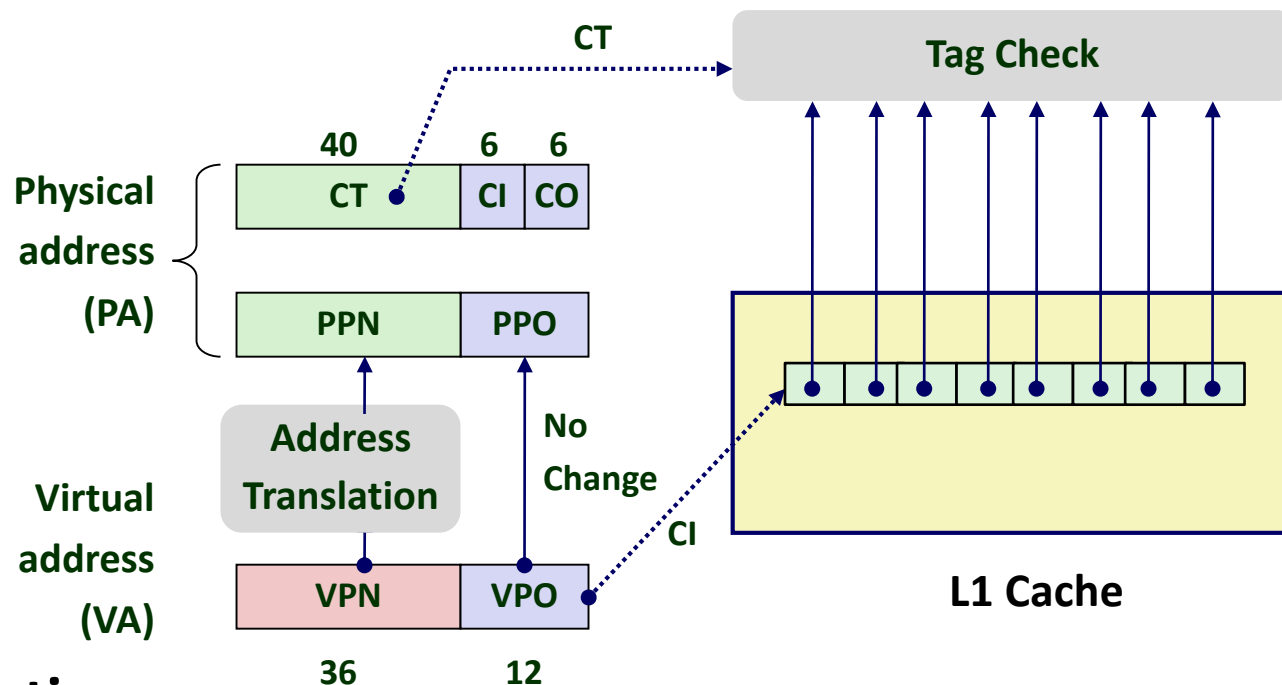 CT
Tag Check
40
6
6
Physical
address
(PA)
CT
CI
CO
PPN
PPO
Address
Translation
No
Change
Virtual
address
(VA)
CI
VPN
VPO
L1 Cache
36
12